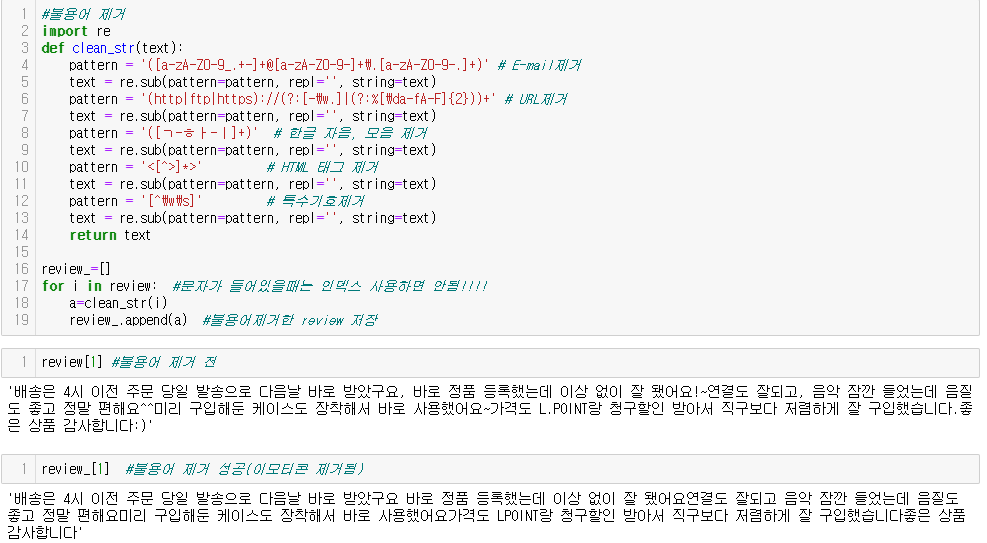 1 #불용어 제거
2 import re
3 def clean_str(text):
4     pattern = '([a-zA-Z0-9_.+-]+@[a-zA-Z0-9-]+₩.[a-zA-Z0-9-.]+)' # E-mail제거
5     text = re.sub(pattern=pattern, repl='', string=text)
6     pattern = '(http|ftp|https)://(?:[-₩w.]|(?:%[₩da-fA-F]{2}))+' # URL제거
7     text = re.sub(pattern=pattern, repl='', string=text)
8     pattern = '([ㄱ-ㅎㅏ-ㅣ]+)'  # 한글 자음, 모음 제거
9     text = re.sub(pattern=pattern, repl='', string=text)
10     pattern = '<[^>]*>'         # HTML 태그 제거
11     text = re.sub(pattern=pattern, repl='', string=text)
12     pattern = '[^₩w₩s]'         # 특수기호제거
13     text = re.sub(pattern=pattern, repl='', string=text)
14     return text
15
16 review_=[]
17 for i in review:  #문자가 들어있을때는 인덱스 사용하면 안됨!!!!
18     a=clean_str(i)
19     review_.append(a)  #불용어제거한 review 저장
1 review[1] #불용어 제거 전
'배송은 4시 이전 주문 당일 발송으로 다음날 바로 받았구요, 바로 정품 등록했는데 이상 없이 잘 됐어요!~연결도 잘되고, 음악 잠깐 들었는데 음질
도 좋고 정말 편해요^^미리 구입해둔 케이스도 장착해서 바로 사용했어요~가격도 L.POINT랑 청구할인 받아서 직구보다 저렴하게 잘 구입했습니다.좋
은 상품 감사합니다:)'
1 review_[1]  #불용어 제거 성공(이모티콘 제거됨)
'배송은 4시 이전 주문 당일 발송으로 다음날 바로 받았구요 바로 정품 등록했는데 이상 없이 잘 됐어요연결도 잘되고 음악 잠깐 들었는데 음질도
좋고 정말 편해요미리 구입해둔 케이스도 장착해서 바로 사용했어요가격도 LPOINT랑 청구할인 받아서 직구보다 저렴하게 잘 구입했습니다좋은 상품
감사합니다'